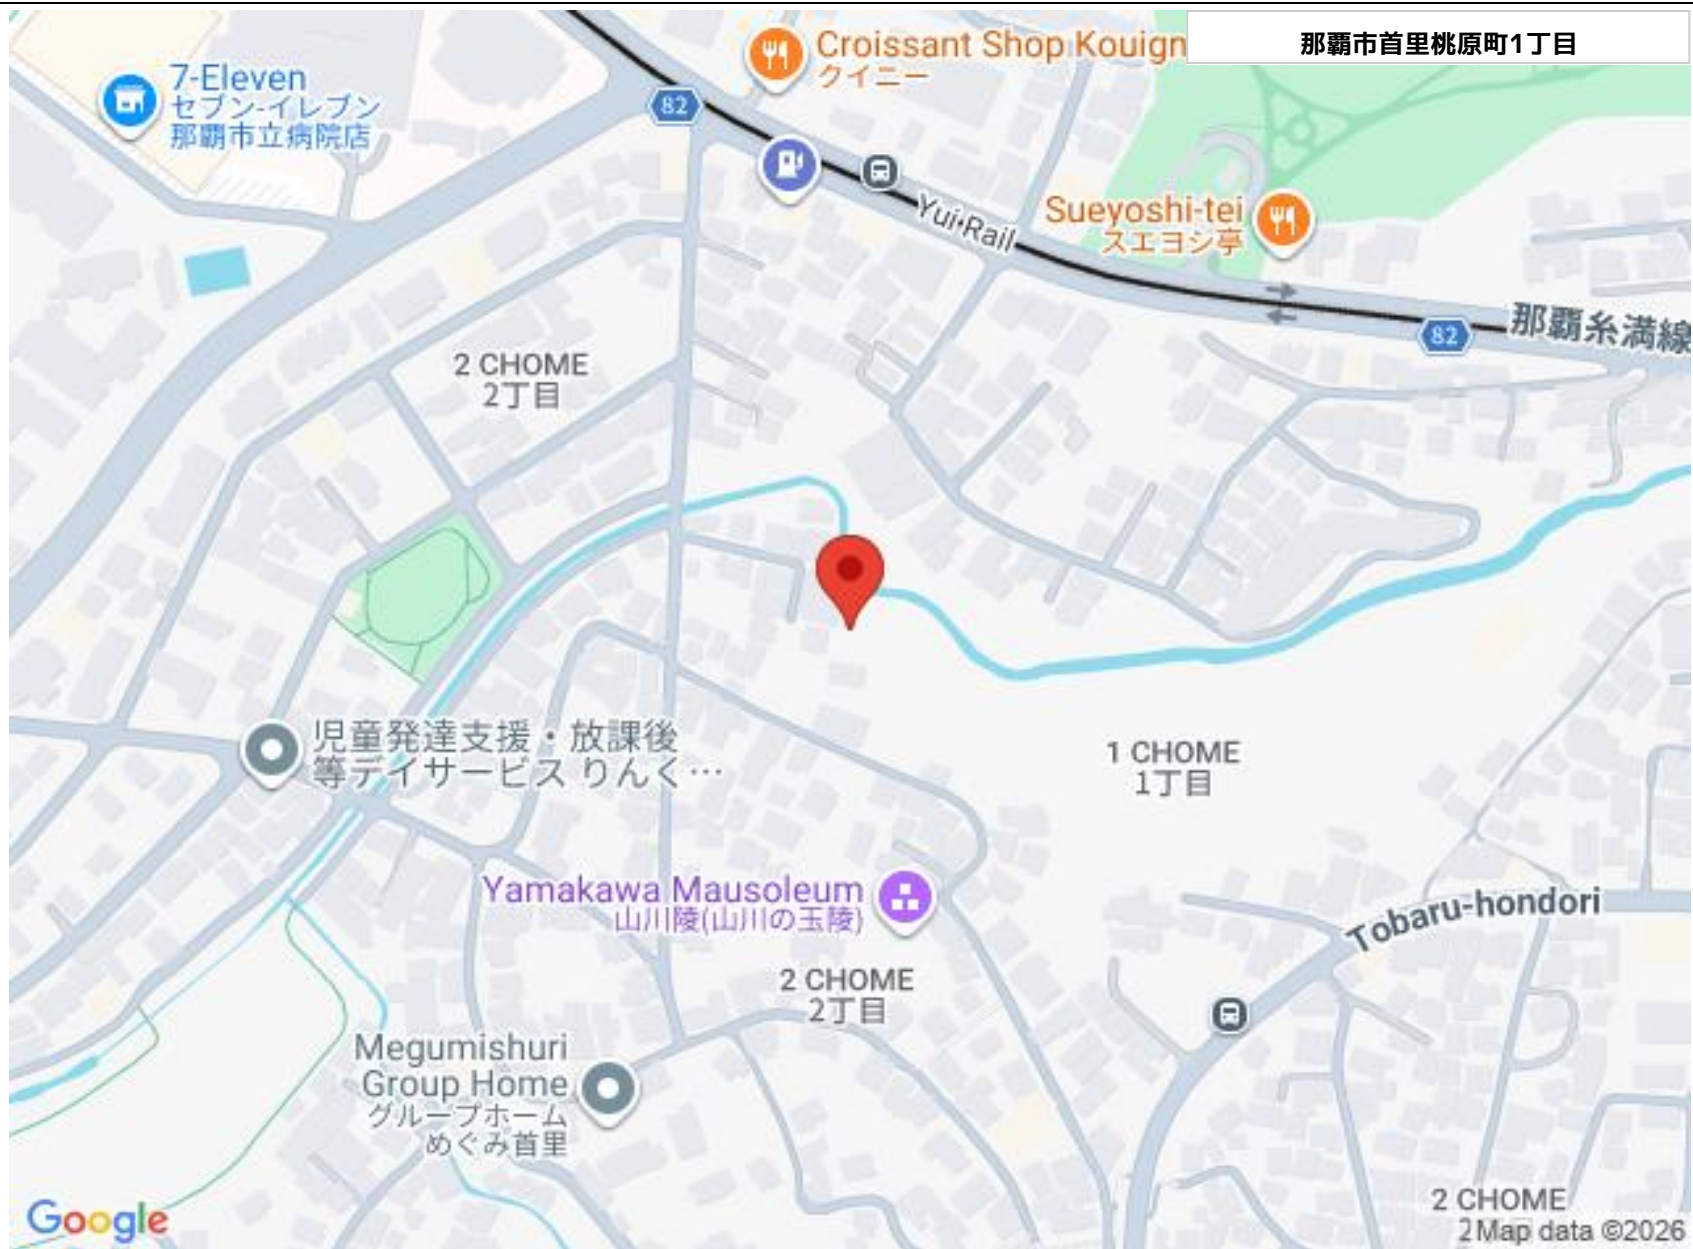 那覇市首里桃原町1丁目
Croissant Shop Kouign
クイニー
7-Eleven
セブン-イレブン
那覇市立病院店
82
Yui-Rail
Sueyoshi-tei
スエヨシ亭
82
那覇糸満線
2 CHOME
2丁目
児童発達支援・放課後
等デイサービス りんく…
1 CHOME
1丁目
Yamakawa Mausoleum
山川陵(山川の玉陵)
Tobaru-hondori
2 CHOME
2丁目
Megumishuri
Group Home
グループホーム
めぐみ首里
2 CHOME
2
Google
Map data ©2026